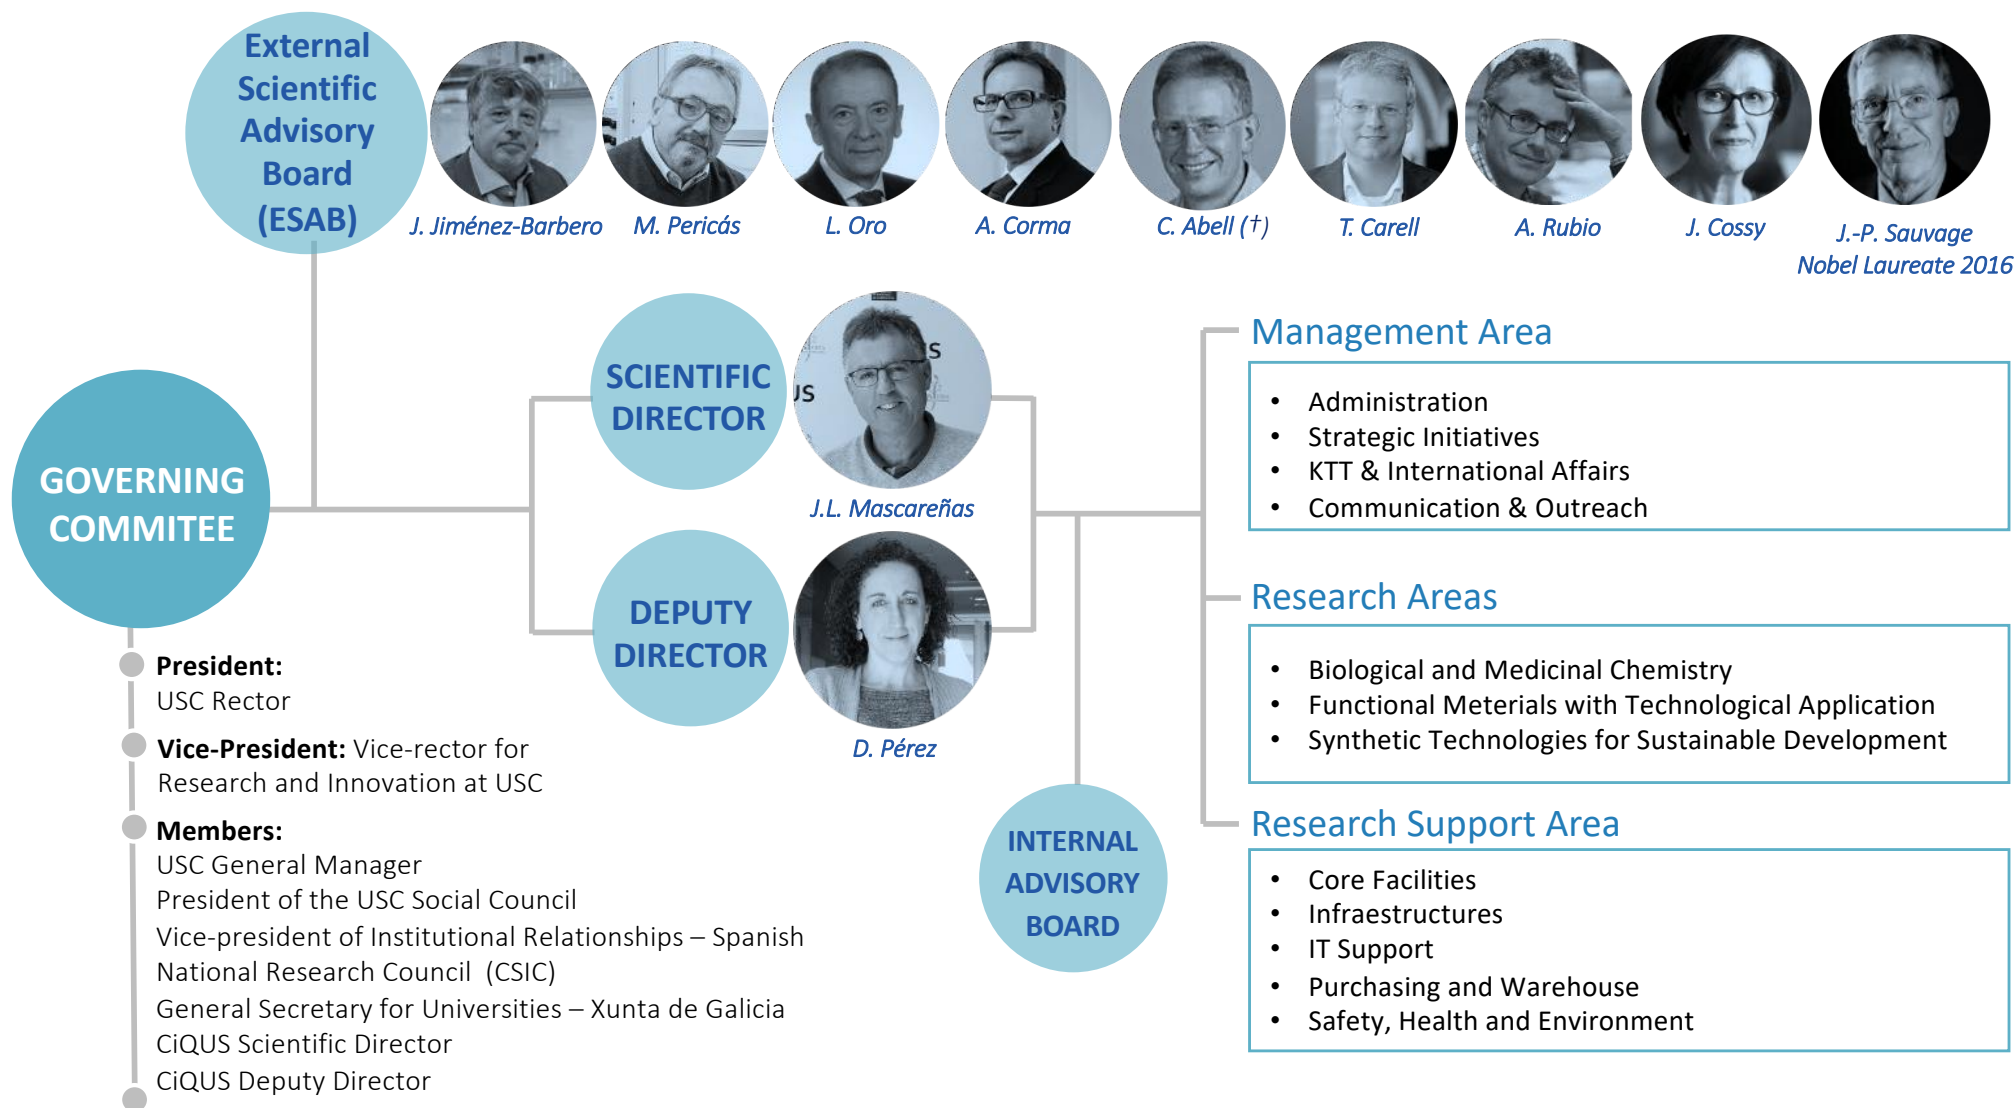 External
Scientific
Advisory
Board
(ESAB)
J. Jiménez-Barbero
M. Pericás
L. Oro
A. Corma
C. Abell (†)
T. Carell
A. Rubio
J. Cossy
J.-P. Sauvage
Nobel Laureate 2016
GOVERNING
COMMITEE
President:
USC Rector
Vice-President: Vice-rector for
Research and Innovation at USC
Members:
USC General Manager
President of the USC Social Council
Vice-president of Institutional Relationships – Spanish
National Research Council (CSIC)
General Secretary for Universities – Xunta de Galicia
CiQUS Scientific Director
CiQUS Deputy Director
SCIENTIFIC
DIRECTOR
US
US
J.L. Mascareñas
DEPUTY
DIRECTOR
D. Pérez
INTERNAL
ADVISORY
BOARD
Management Area
• Administration
• Strategic Initiatives
• KTT & International Affairs
• Communication & Outreach
Research Areas
• Biological and Medicinal Chemistry
• Functional Meterials with Technological Application
• Synthetic Technologies for Sustainable Development
Research Support Area
• Core Facilities
• Infraestructures
• IT Support
• Purchasing and Warehouse
• Safety, Health and Environment